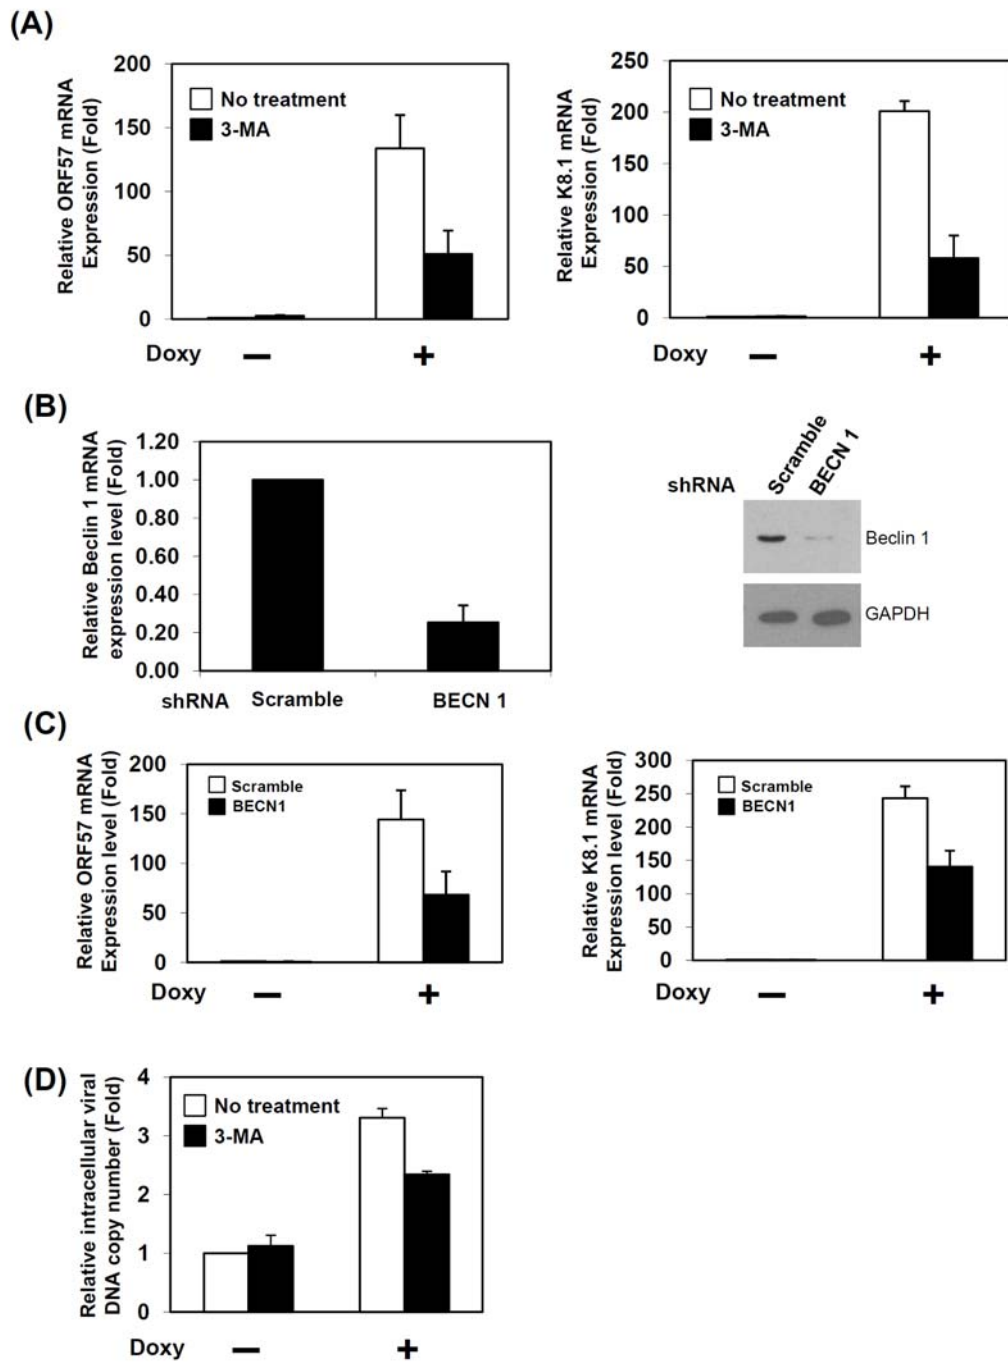 (A)
Relative ORF57 mRNA
Expression (Fold)
200
150
100
50
0
No treatment
3-MA
Doxy
—
+
Relative K8.1 mRNA
Expression (Fold)
250
200
150
100
50
0
No treatment
3-MA
Doxy
—
+
(B)
Relative Beclin 1 mRNA
expression level (Fold)
1.20
1.00
0.80
0.60
0.40
0.20
0.00
shRNA
Scramble
BECN 1
shRNA
Scramble
BECN 1
Beclin 1
GAPDH
(C)
Relative ORF57 mRNA
Expression level (Fold)
200
150
100
50
0
Scramble
BECN1
Doxy
—
+
Relative K8.1 mRNA
Expression level (Fold)
300
250
200
150
100
50
0
Scramble
BECN1
Doxy
—
+
(D)
Relative intracellular viral
DNA copy number (Fold)
4
3
2
1
0
No treatment
3-MA
Doxy
—
+